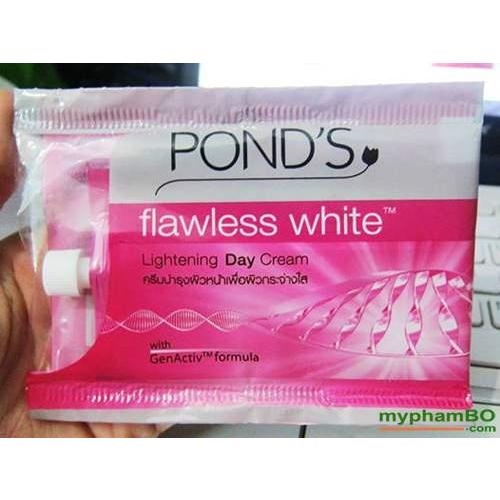 POND'S
flawless white™
Lightening Day Cream
ครีมบำรุงผิวหน้าเพื่อผิวกระจ่างใส
with
GenActiv™ formula
myphamBO
.com